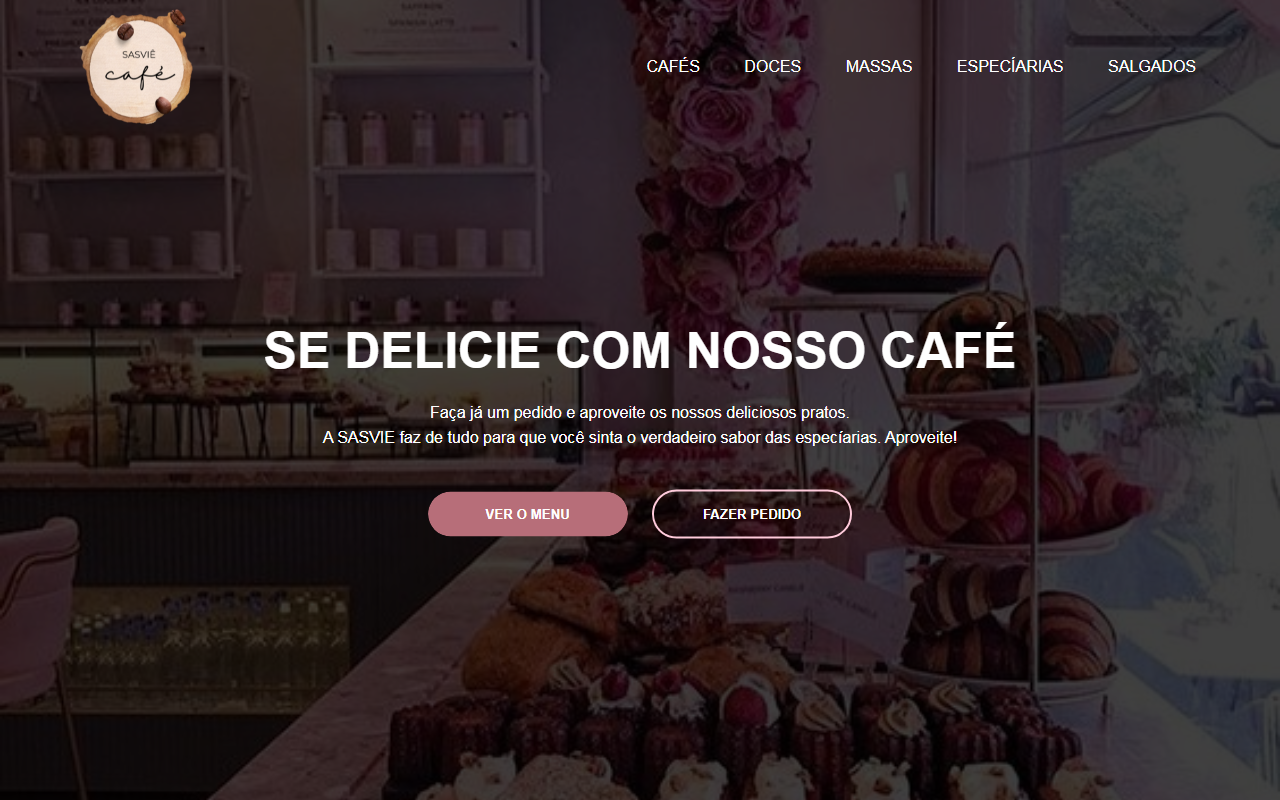 SASVIÊ
café
CAFÉS DOCES MASSAS ESPECÍARIAS SALGADOS
SE DELICIE COM NOSSO CAFÉ
Faça já um pedido e aproveite os nossos deliciosos pratos.
A SASVIE faz de tudo para que você sinta o verdadeiro sabor das especíarias. Aproveite!
VER O MENU
FAZER PEDIDO